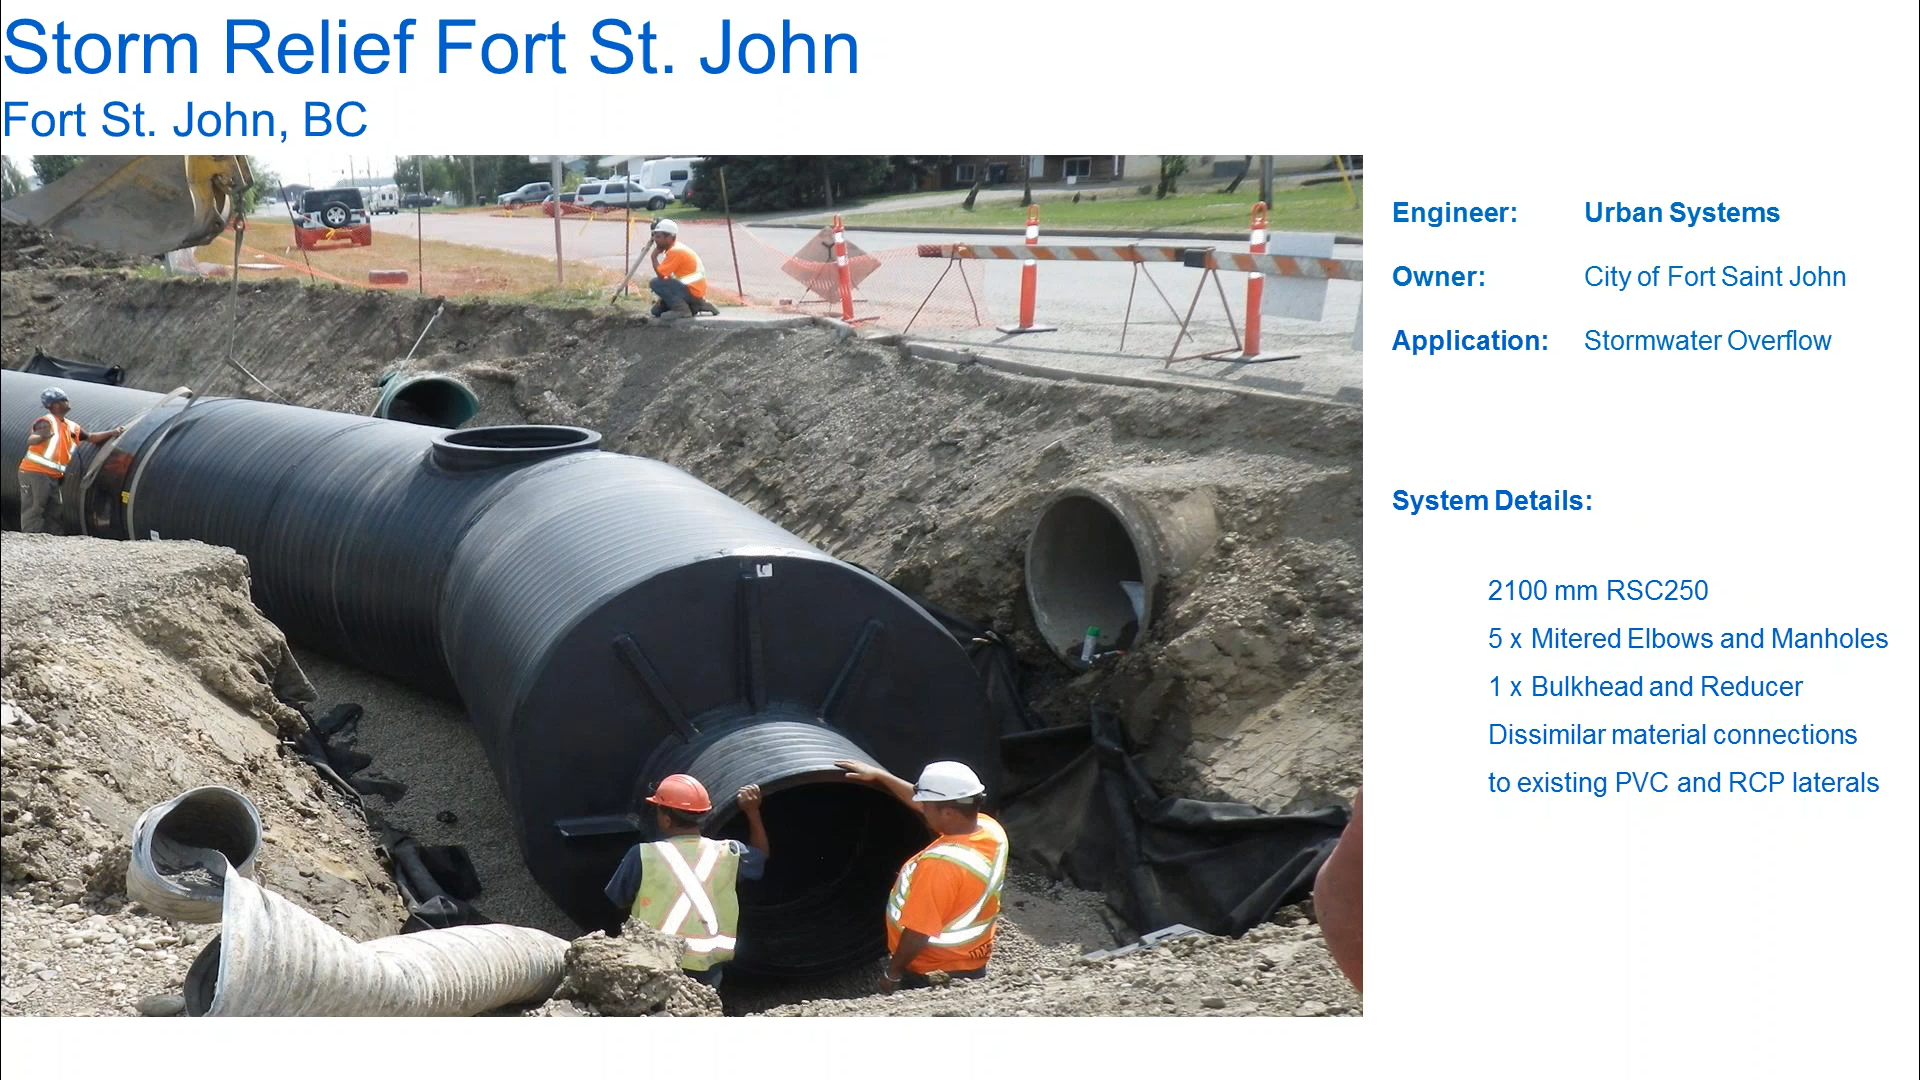 Storm Relief Fort St. John
Fort St. John, BC
Engineer: Urban Systems
Owner: City of Fort Saint John
Application: Stormwater Overflow
System Details:
2100 mm RSC250
5 x Mitered Elbows and Manholes
1 x Bulkhead and Reducer
Dissimilar material connections
to existing PVC and RCP laterals